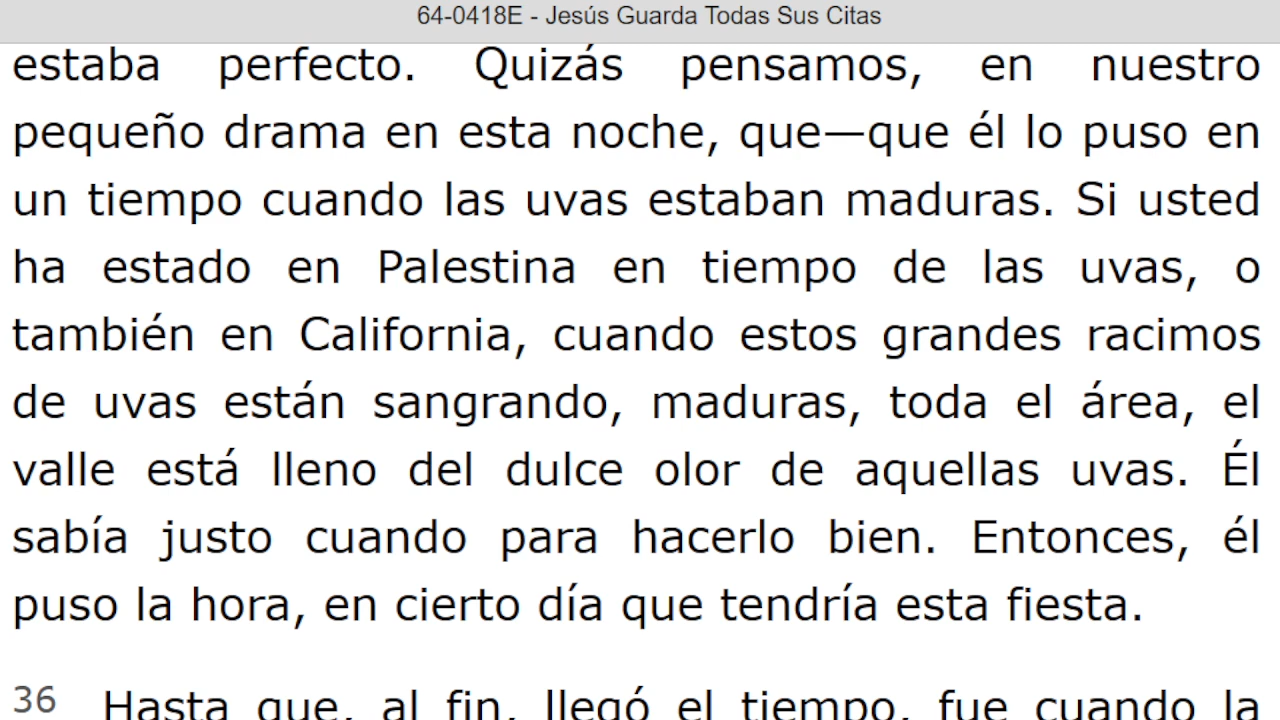 64-0418E - Jesús Guarda Todas Sus Citas
estaba perfecto. Quizás pensamos, en nuestro
pequeño drama en esta noche, que—que él lo puso en
un tiempo cuando las uvas estaban maduras. Si usted
ha estado en Palestina en tiempo de las uvas, o
también en California, cuando estos grandes racimos
de uvas están sangrando, maduras, toda el área, el
valle está lleno del dulce olor de aquellas uvas. Él
sabía justo cuando para hacerlo bien. Entonces, él
puso la hora, en cierto día que tendría esta fiesta.
36 Hasta que, al fin, llegó el tiempo, fue cuando la